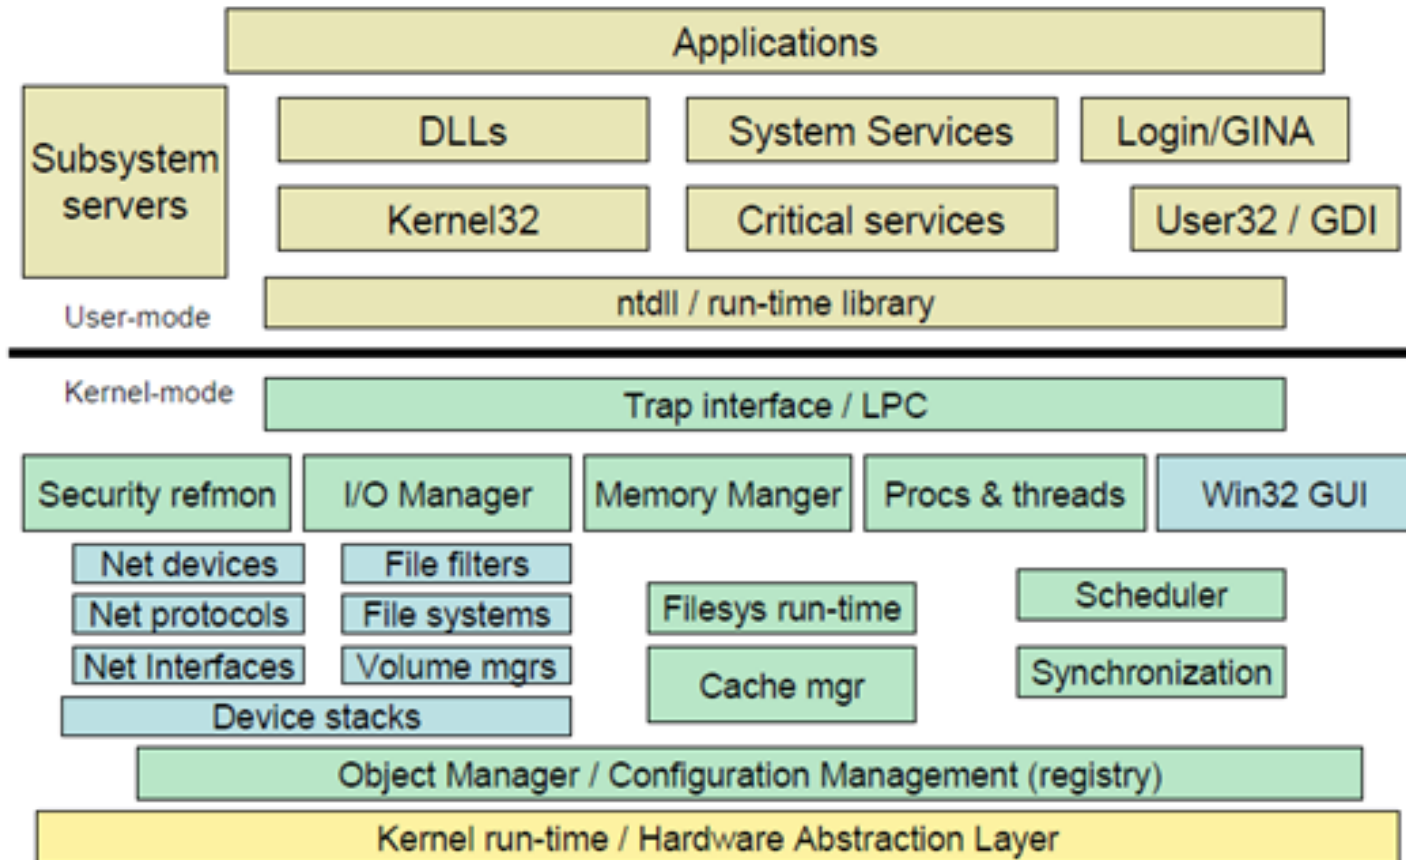 Applications
Subsystem
servers
DLLs
System Services
Login/GINA
Kernel32
Critical services
User32 / GDI
User-mode
ntdll / run-time library
Kernel-mode
Trap interface / LPC
Security refmon
I/O Manager
Memory Manger
Procs & threads
Win32 GUI
Net devices
File filters
Net protocols
File systems
Filesys run-time
Scheduler
Net Interfaces
Volume mgrs
Cache mgr
Synchronization
Device stacks
Object Manager / Configuration Management (registry)
Kernel run-time / Hardware Abstraction Layer